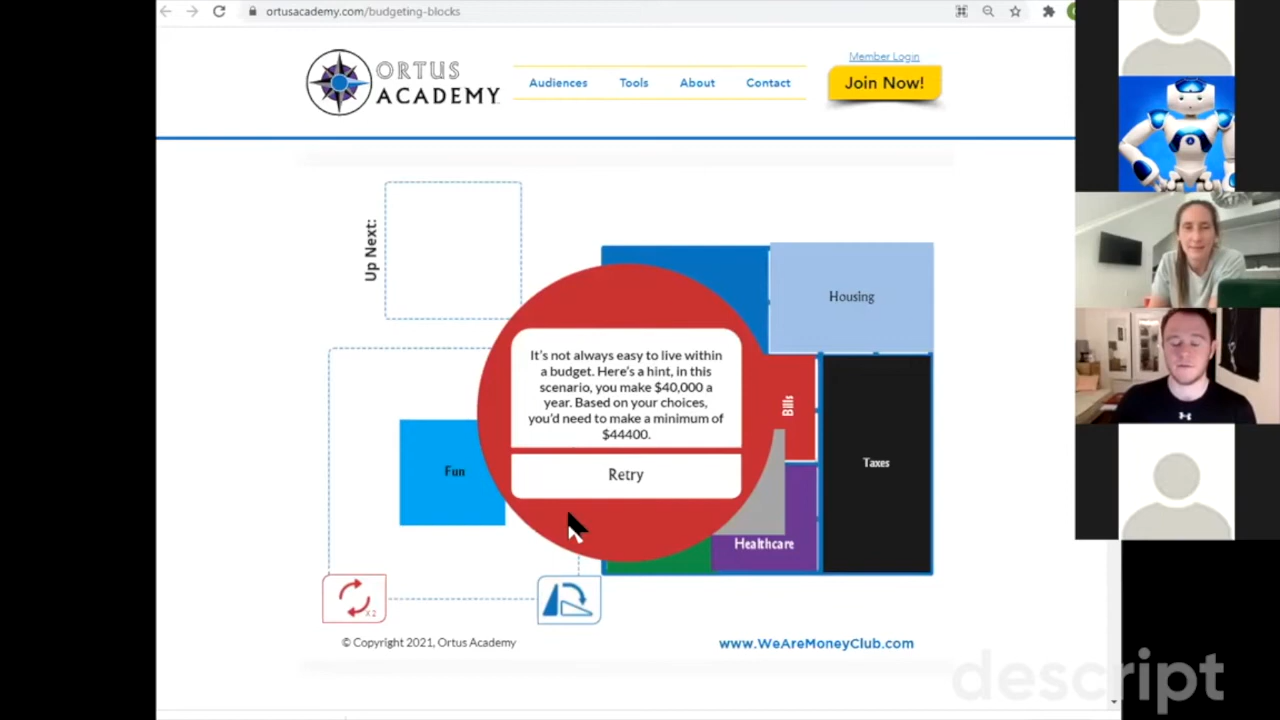 ortusacademy.com/budgeting-blocks
ORTUS
ACADEMY
Audiences
Tools
About
Contact
Member Login
Join Now!
Up Next:
Housing
It's not always easy to live within
a budget. Here's a hint, in this
scenario, you make $40,000 a
year. Based on your choices,
you'd need to make a minimum of
$44400.
Retry
Bills
Fun
Taxes
Healthcare
X2
© Copyright 2021, Ortus Academy
www.WeAreMoneyClub.com
descript